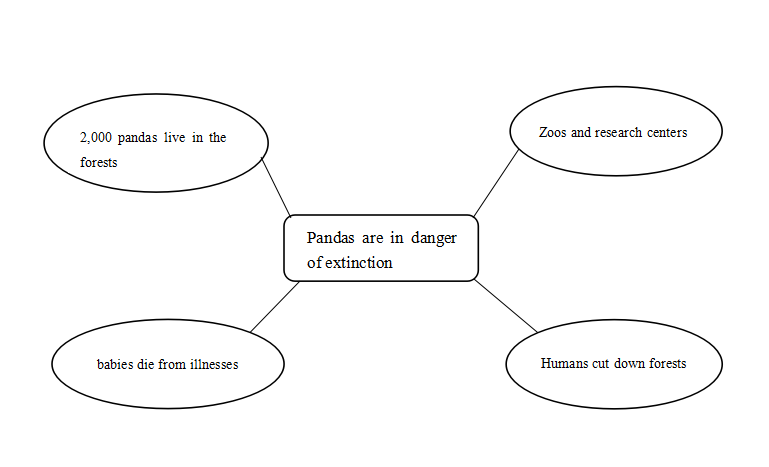 2,000 pandas live in the
forests
Zoos and research centers
Pandas are in danger
of extinction
babies die from illnesses
Humans cut down forests